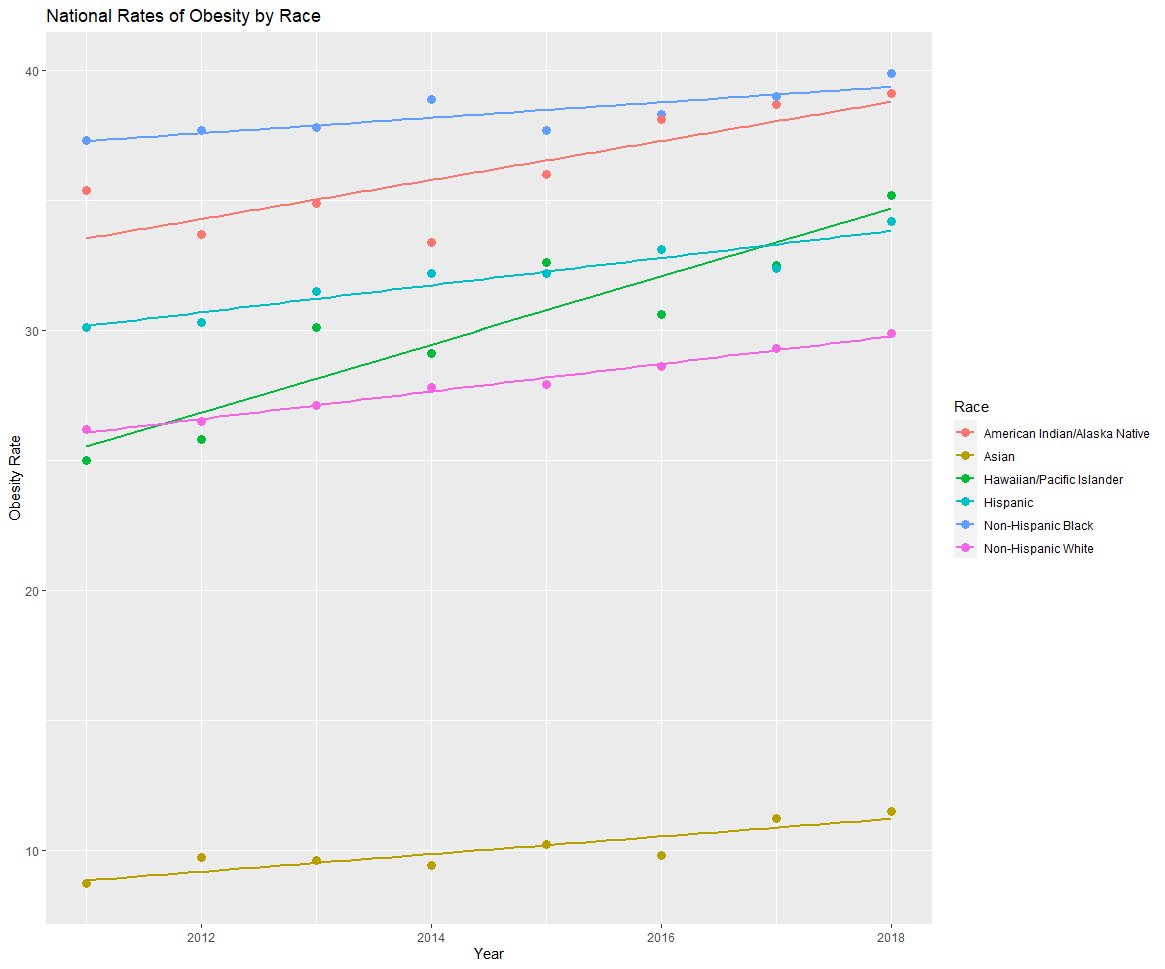 National Rates of Obesity by Race
40
30
20
10
Obesity Rate
2012
2014
2016
2018
Year
Race
American Indian/Alaska Native
Asian
Hawaiian/Pacific Islander
Hispanic
Non-Hispanic Black
Non-Hispanic White